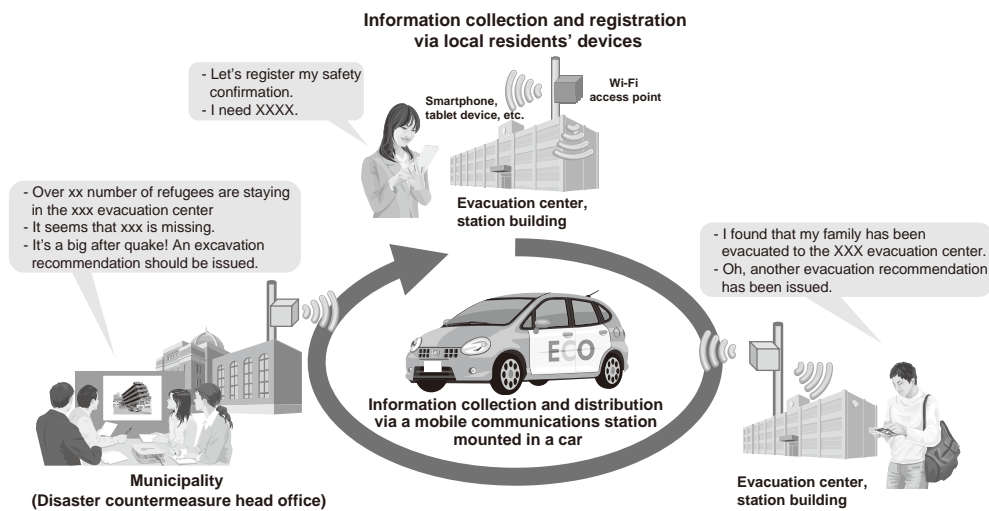 Information collection and registration
via local residents’ devices
- Let’s register my safety
confirmation.
- I need XXXX.
Smartphone,
tablet device, etc.
Wi-Fi
access point
Evacuation center,
station building
- Over xx number of refugees are staying
in the xxx evacuation center
- It seems that xxx is missing.
- It’s a big after quake! An excavation
recommendation should be issued.
- I found that my family has been
evacuated to the XXX evacuation center.
- Oh, another evacuation recommendation
has been issued.
ECO
Information collection and distribution
via a mobile communications station
mounted in a car
Municipality
(Disaster countermeasure head office)
Evacuation center,
station building